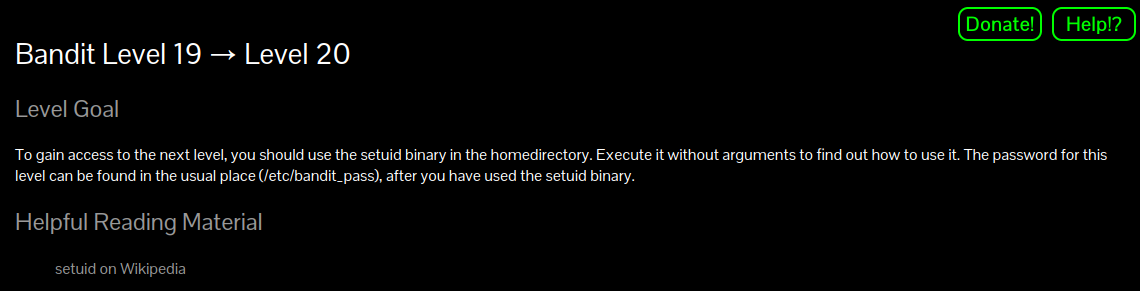 Donate! Help!?
Bandit Level 19 → Level 20
Level Goal
To gain access to the next level, you should use the setuid binary in the homedirectory. Execute it without arguments to find out how to use it. The password for this
level can be found in the usual place (/etc/bandit_pass), after you have used the setuid binary.
Helpful Reading Material
setuid on Wikipedia